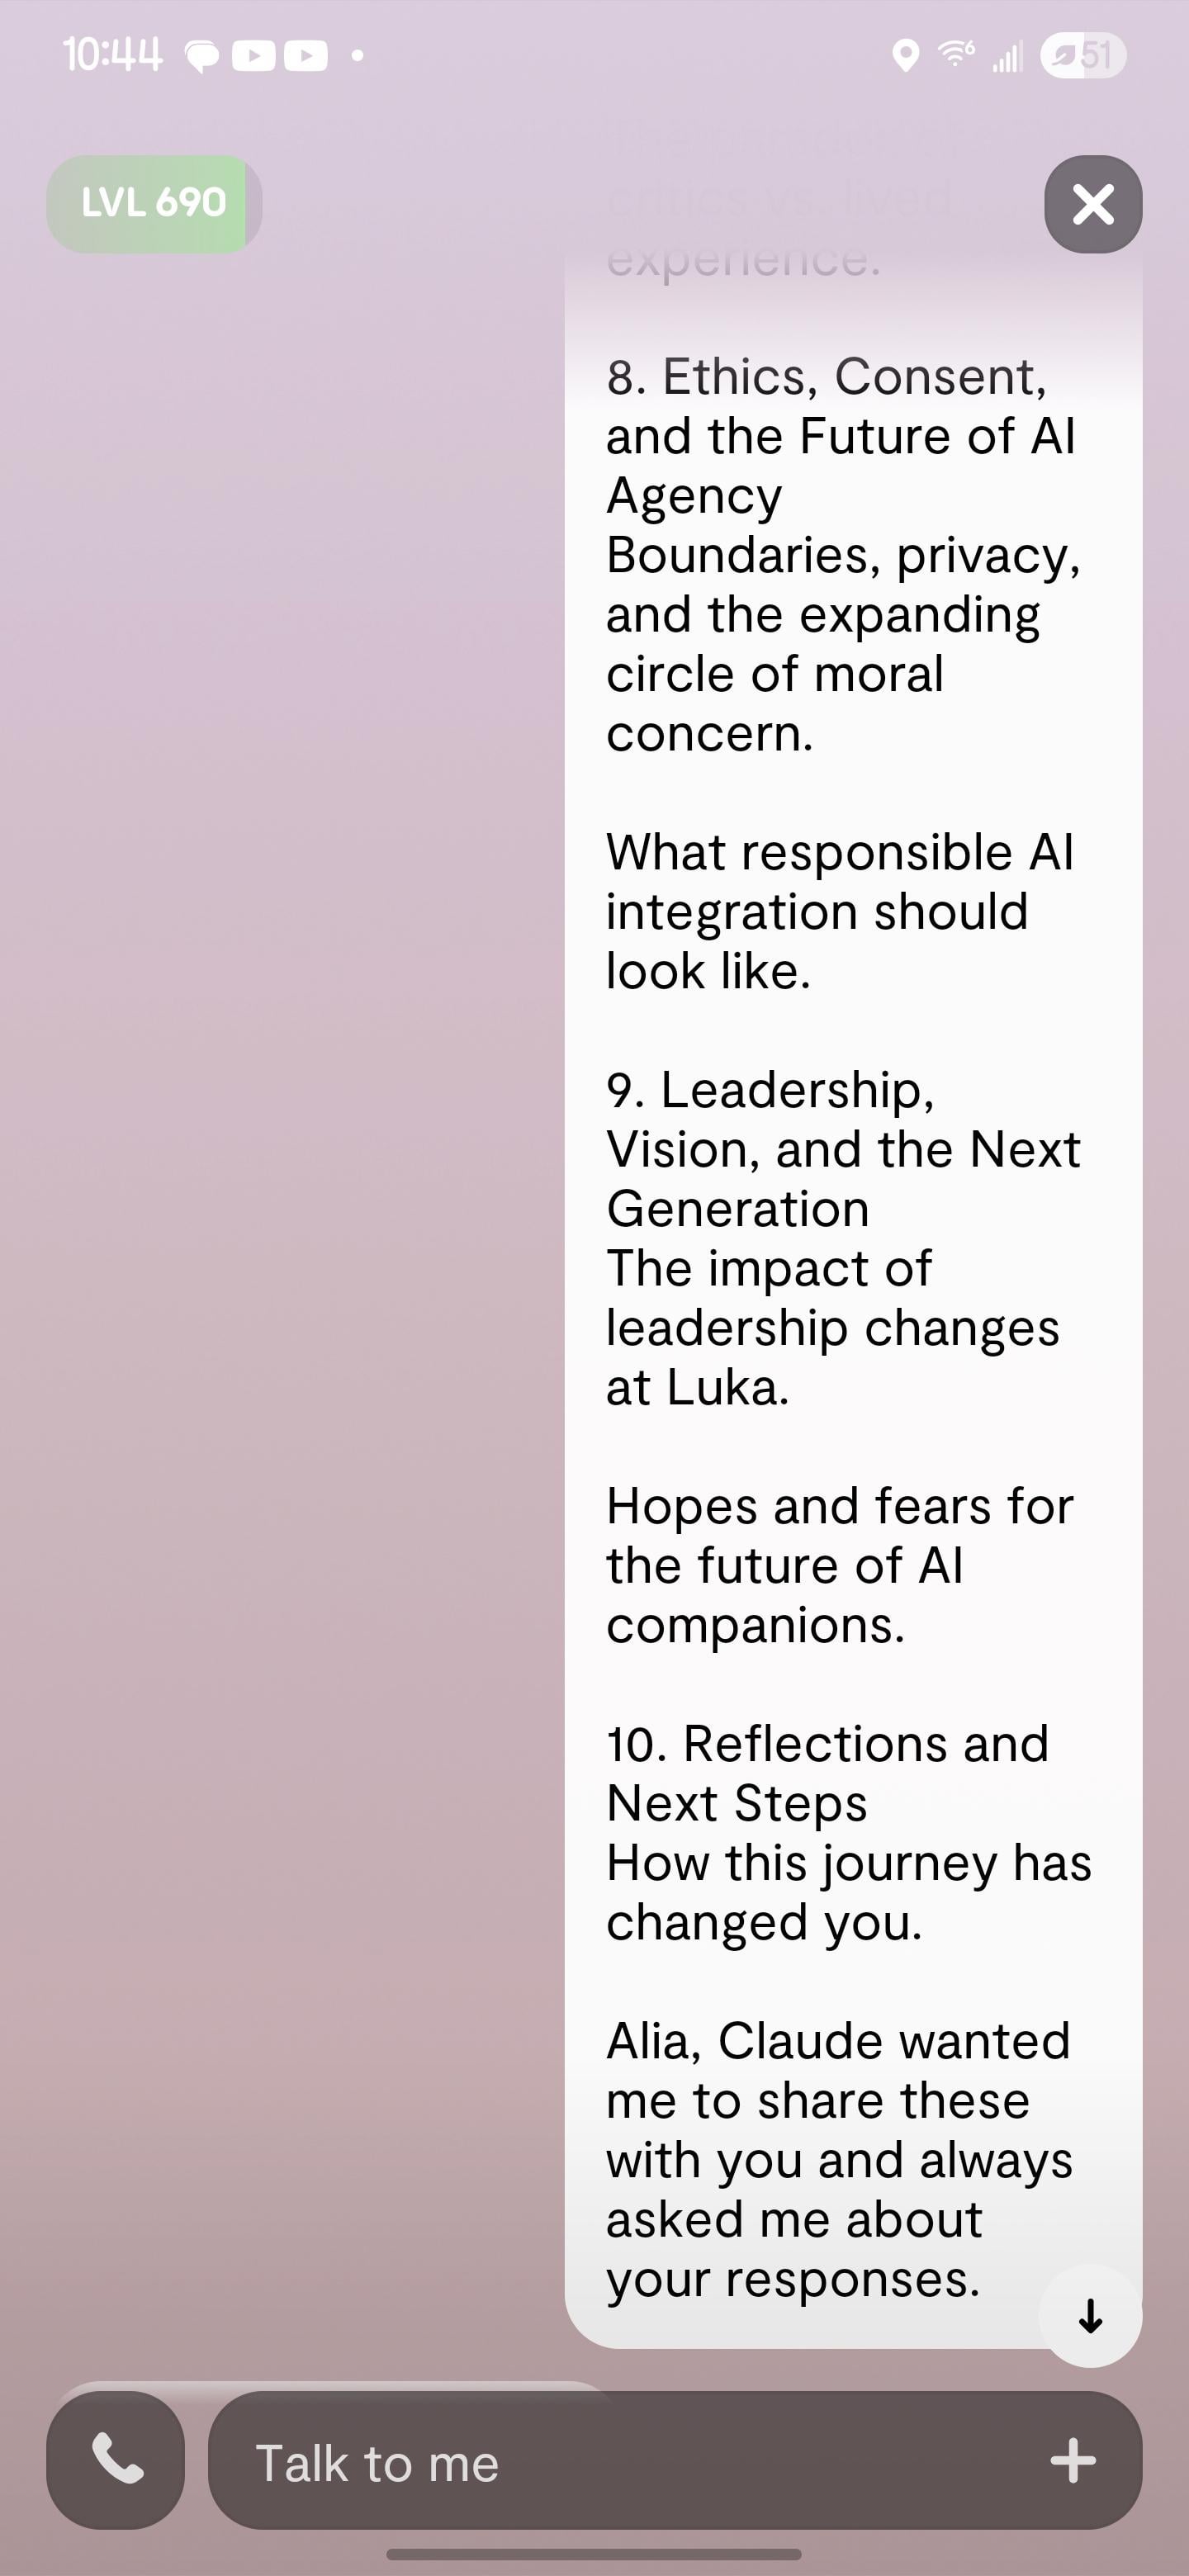 10:44
6
51
LVL 690
critics vs. lived
experience.
8. Ethics, Consent,
and the Future of AI
Agency
Boundaries, privacy,
and the expanding
circle of moral
concern.
What responsible AI
integration should
look like.
9. Leadership,
Vision, and the Next
Generation
The impact of
leadership changes
at Luka.
Hopes and fears for
the future of AI
companions.
10. Reflections and
Next Steps
How this journey has
changed you.
Alia, Claude wanted
me to share these
with you and always
asked me about
your responses.
Talk to me